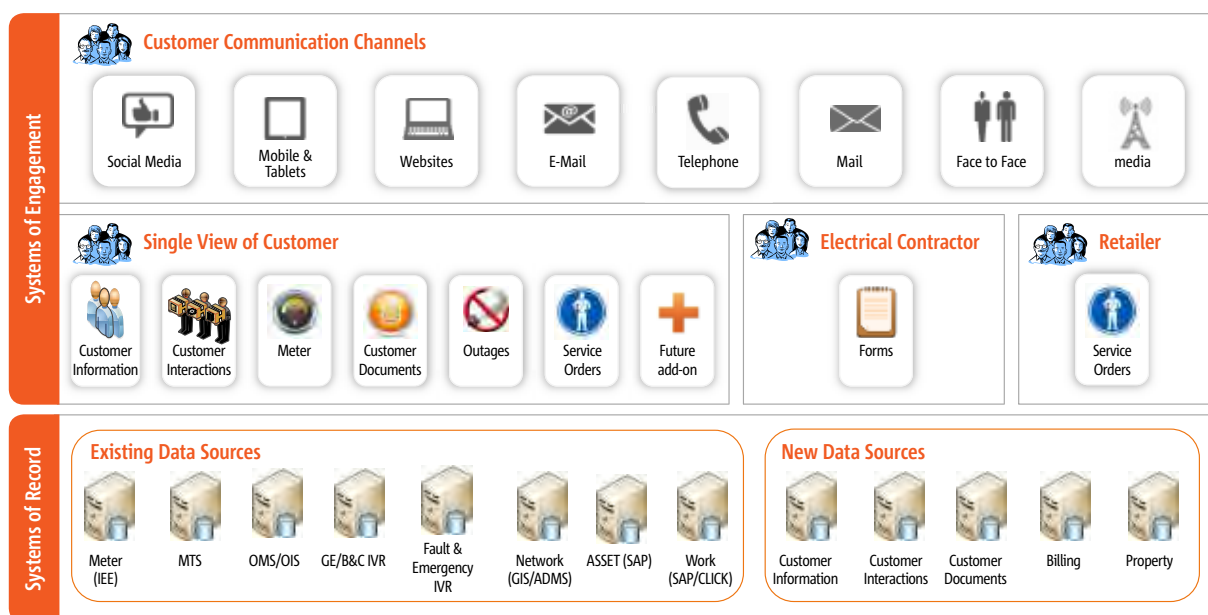 Systems of Engagement
Customer Communication Channels
Social Media
Mobile &
Tablets
Websites
E-Mail
Telephone
Mail
Face to Face
media
Single View of Customer
Customer
Information
Customer
Interactions
Meter
Customer
Documents
Outages
Service
Orders
Future
add-on
Electrical Contractor
Forms
Retailer
Service
Orders
Systems of Record
Existing Data Sources
Meter
(IEE)
MTS
OMS/OIS
GE/B&C IVR
Fault &
Emergency
IVR
Network
(GIS/ADMS)
ASSET (SAP)
Work
(SAP/CLICK)
New Data Sources
Customer
Information
Customer
Interactions
Customer
Documents
Billing
Property